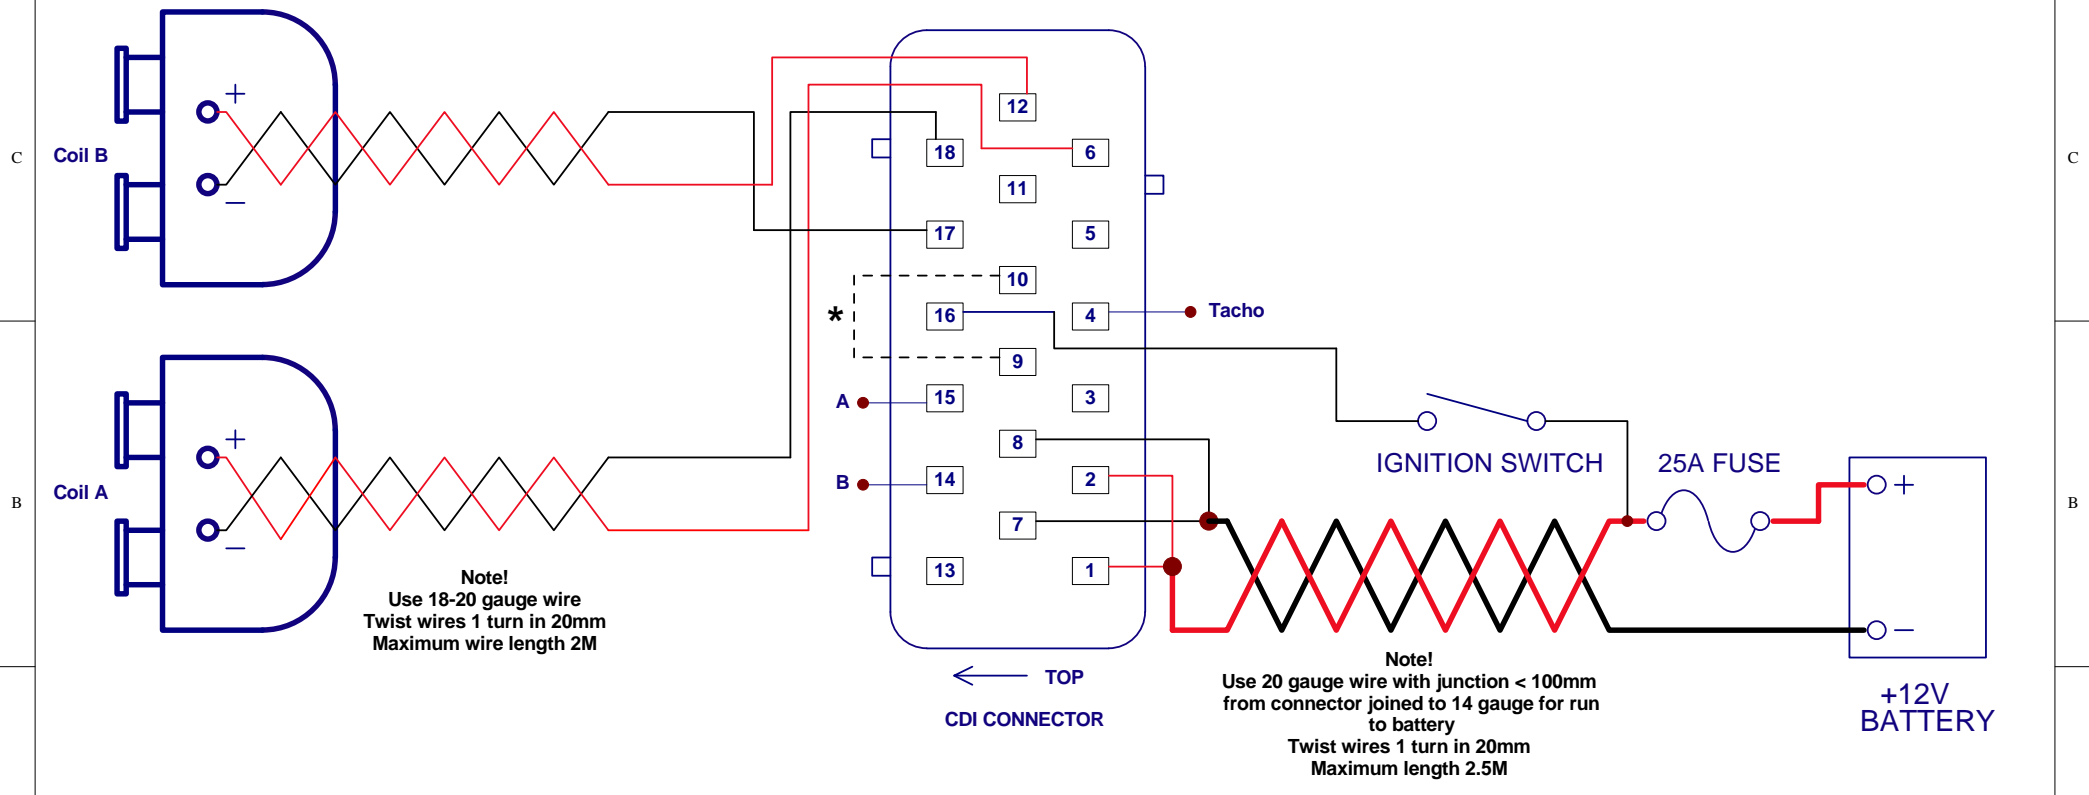 C
Coil B
+
−
12
18
6
11
17
5
10
*
16
4
Tacho
9
A
15
3
8
B
14
2
7
13
1
Coil A
+
−
B
Note!
Use 18-20 gauge wire
Twist wires 1 turn in 20mm
Maximum wire length 2M
TOP
CDI CONNECTOR
IGNITION SWITCH
25A FUSE
+
−
+12V
BATTERY
Note!
Use 20 gauge wire with junction < 100mm
from connector joined to 14 gauge for run
to battery
Twist wires 1 turn in 20mm
Maximum length 2.5M
C
B